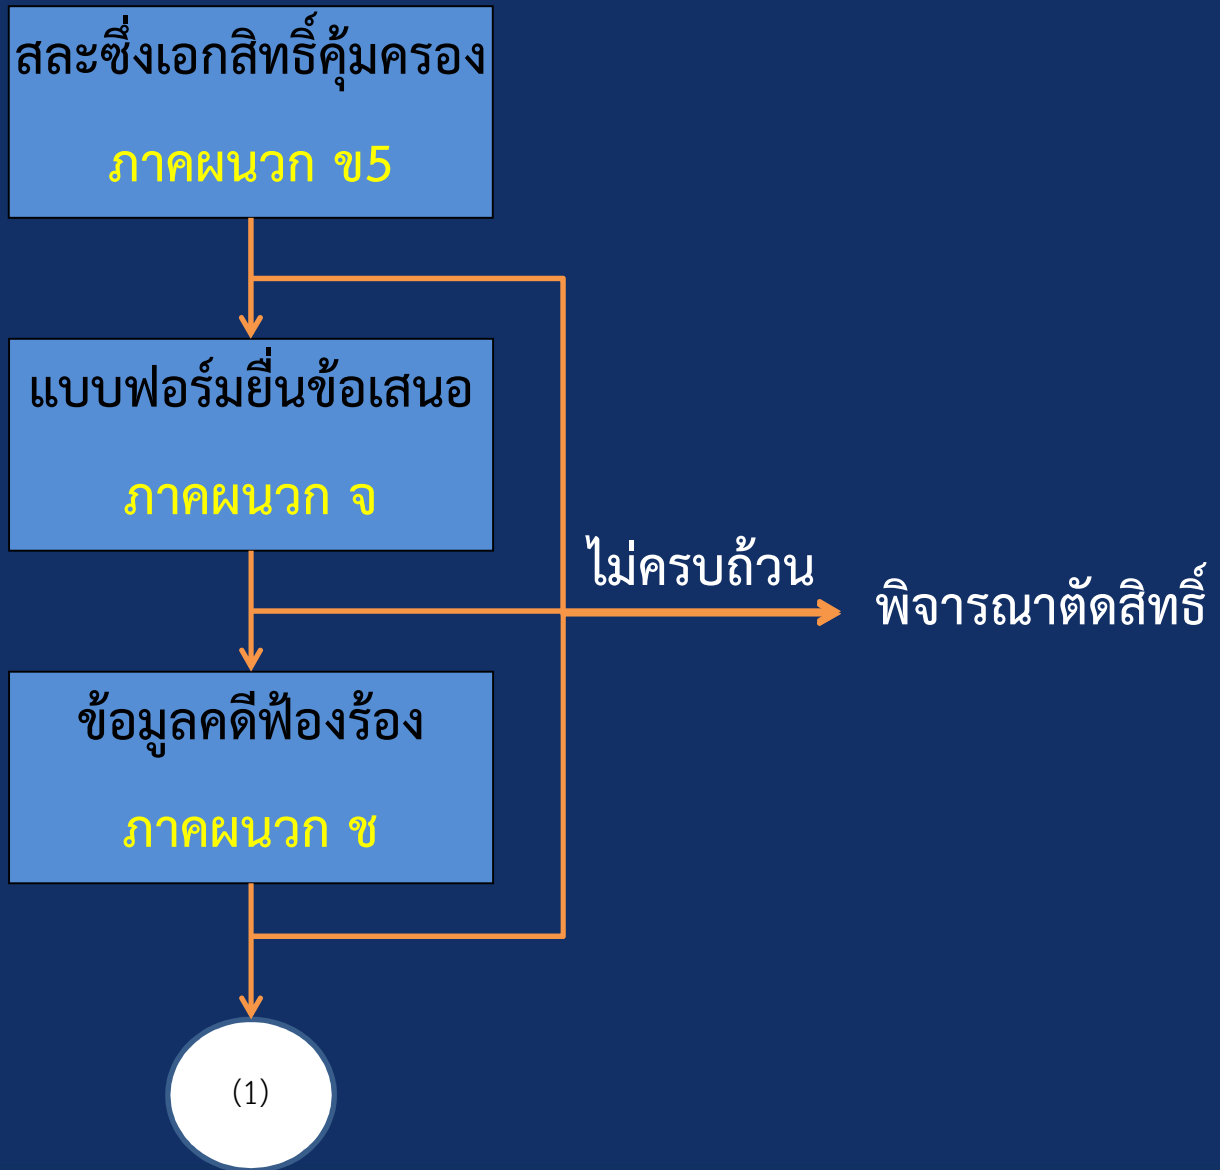 สละซึ่งเอกสิทธิ์คุ้มครอง
ภาคผนวก ข5
แบบฟอร์มยื่นข้อเสนอ
ภาคผนวก จ
ไม่ครบถ้วน
พิจารณาตัดสิทธิ์
ข้อมูลคดีฟ้องร้อง
ภาคผนวก ช
(1)